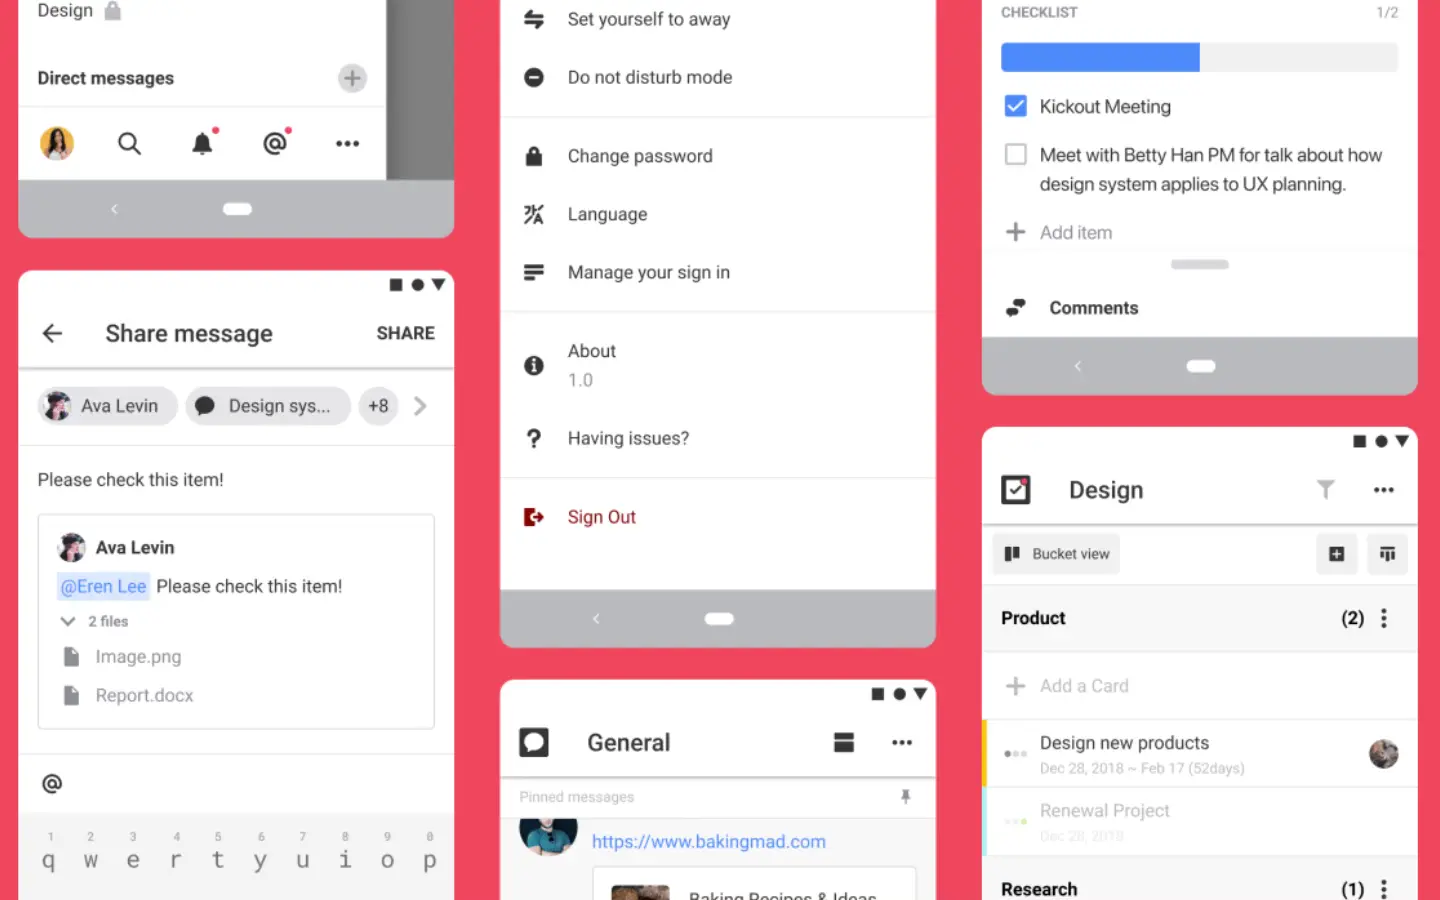 Design
Direct messages
Share message
SHARE
Ava Levin
Design sys...
+8
Please check this item!
Ava Levin
@Eren Lee Please check this item!
2 files
Image.png
Report.docx
@
1 2 3 4 5 6 7 8 9 0
q w e r t y u i o p
Set yourself to away
Do not disturb mode
Change password
Language
Manage your sign in
About
1.0
Having issues?
Sign Out
General
Pinned messages
https://www.bakingmad.com
Baking Recipes & Ideas
CHECKLIST
1/2
Kickout Meeting
Meet with Betty Han PM for talk about how
design system applies to UX planning.
Add item
Comments
Design
Bucket view
Product
(2)
Add a Card
Design new products
Dec 28, 2018 ~ Feb 17 (52days)
Renewal Project
Dec 28, 2018
Research
(1)